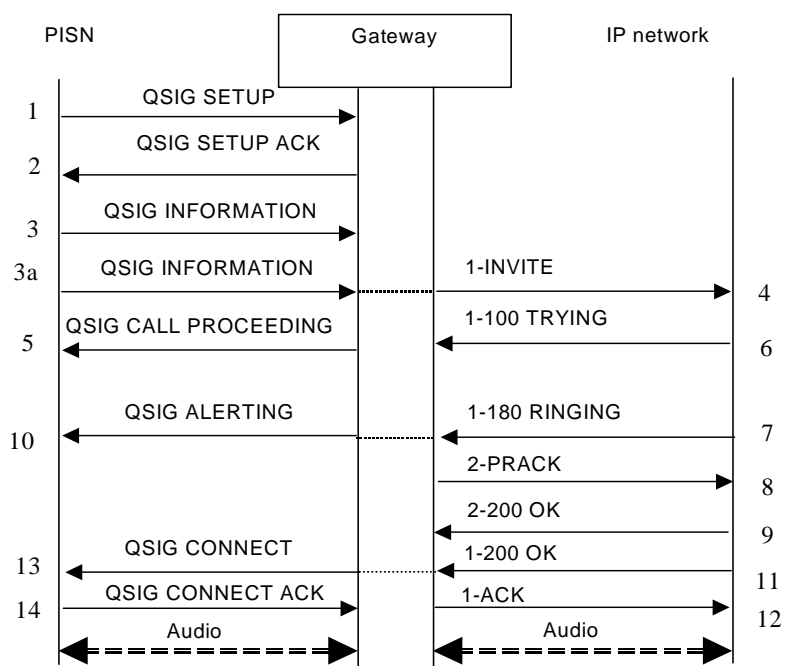 PISN Gateway IP network
1 QSIG SETUP
QSIG SETUP ACK
2
QSIG INFORMATION
3
3a QSIG INFORMATION 1-INVITE 4
QSIG CALL PROCEEDING 1-100 TRYING
5 6
QSIG ALERTING 1-180 RINGING
10 7
2-PRACK
8
2-200 OK
9
QSIG CONNECT 1-200 OK
13 11
QSIG CONNECT ACK 1-ACK
14 12
Audio Audio